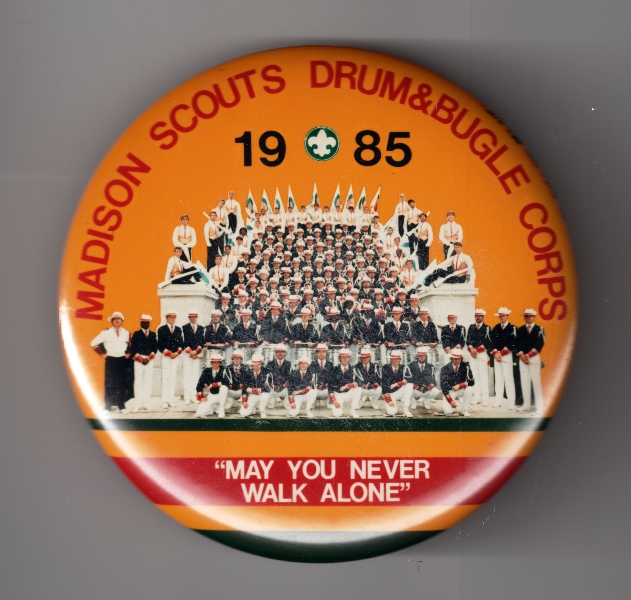 MADISON SCOUTS DRUM&BUGLE CORPS
19 85
“MAY YOU NEVER
WALK ALONE”